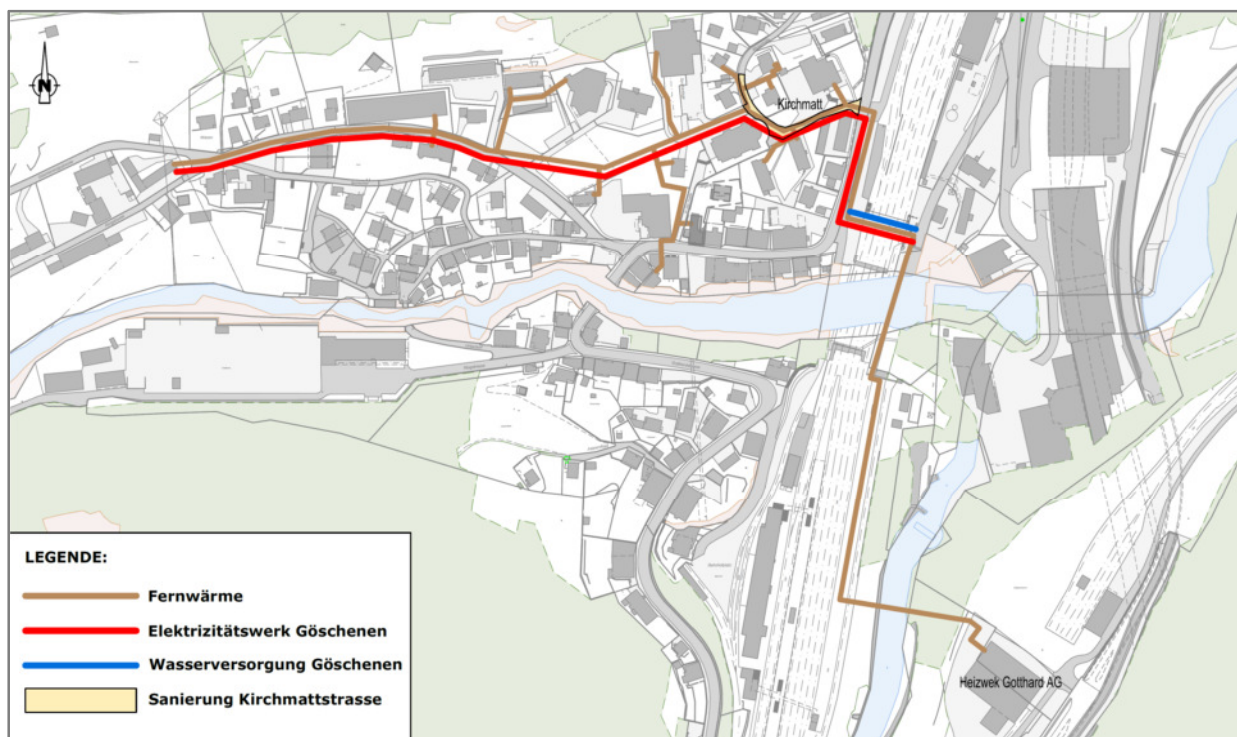 N
Kirchmatt
LEGENDE:
Fernwärme
Elektrizitätswerk Göschenen
Wasserversorgung Göschenen
Sanierung Kirchmattstrasse
Heizwek Gotthard AG